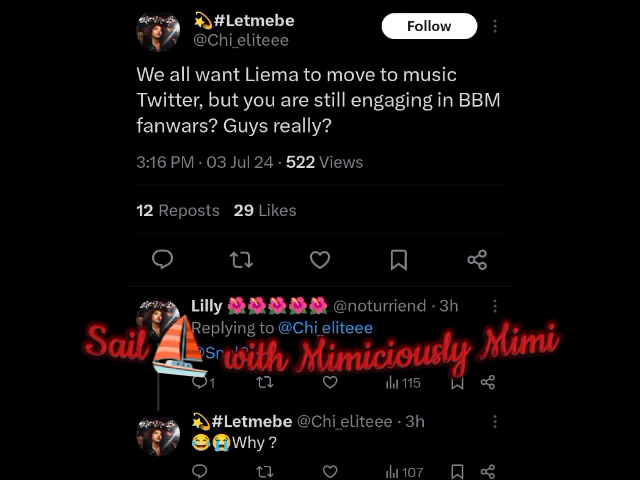 💫#Letmebe
@Chi_eliteee
Follow
We all want Liema to move to music
Twitter, but you are still engaging in BBM
fanwars? Guys really?
3:16 PM · 03 Jul 24 · 522 Views
12 Reposts 29 Likes
Lilly 🌺🌺🌺🌺🌺 @noturriend · 3h
Replying to @Chi_eliteee
Sail ⛵ with Mimiciously Mimi
1 115
💫#Letmebe @Chi_eliteee · 3h
😂😭Why ?
107